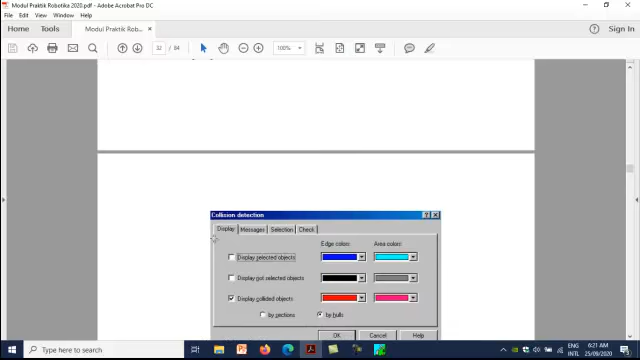 Modul Praktik Robotika 2020.pdf - Adobe Acrobat Pro DC
File Edit View Window Help
Home Tools Modul Praktik Rob... × Sign In
32 / 84 100%
Collision detection
Display Messages Selection Check
Edge colors: Area colors:
Display selected objects
Display not selected objects
Display collided objects
by sections by hulls
OK Cancel Help
Type here to search
ENG
INTL
6:21 AM
25/09/2020